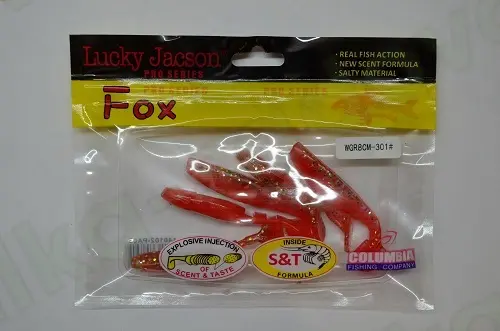 Lucky Jacson
PRO SERIES
Fox
• REAL FISH ACTION
• NEW SCENT FORMULA
• SALTY MATERIAL
WGRBCM-301#
EXPLOSIVE INJECTION
OF
SCENT & TASTE
INSIDE
S&T
FORMULA
COLUMBIA
FISHING COMPANY